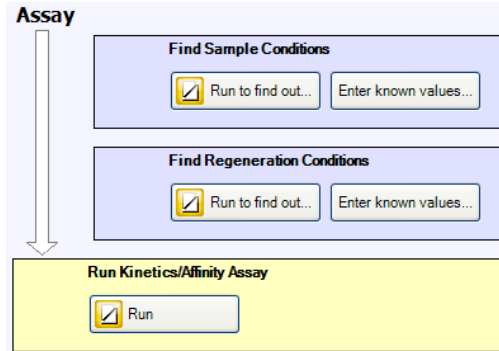 Assay
Find Sample Conditions
Run to find out... Enter known values...
Find Regeneration Conditions
Run to find out... Enter known values...
Run Kinetics/Affinity Assay
Run